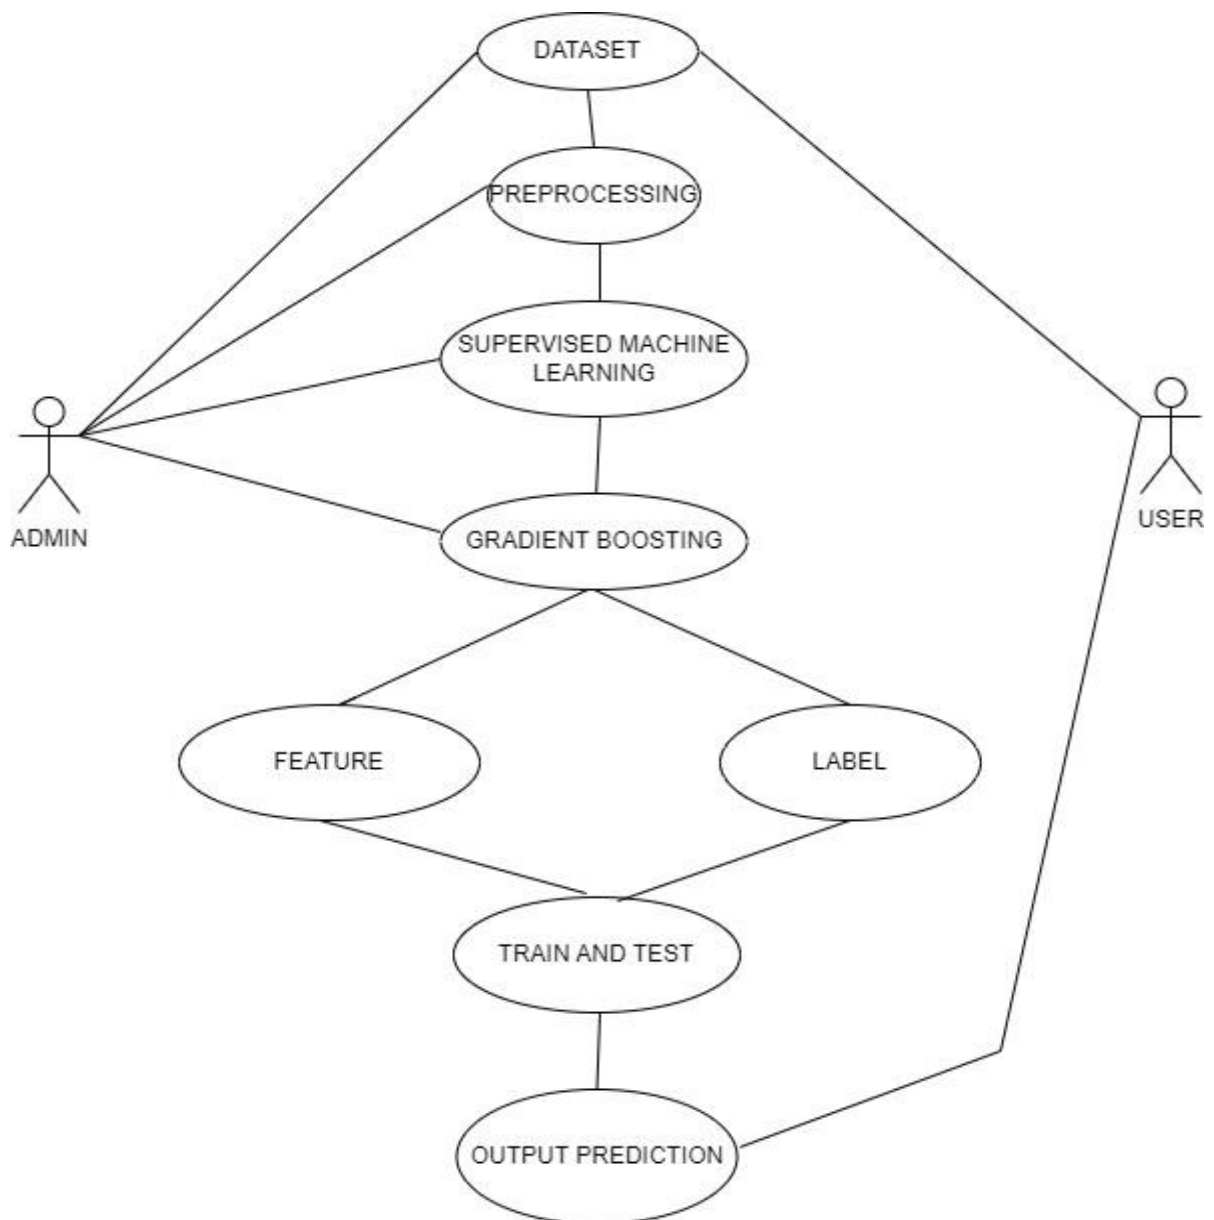 DATASET
PREPROCESSING
SUPERVISED MACHINE
LEARNING
ADMIN
USER
GRADIENT BOOSTING
FEATURE
LABEL
TRAIN AND TEST
OUTPUT PREDICTION